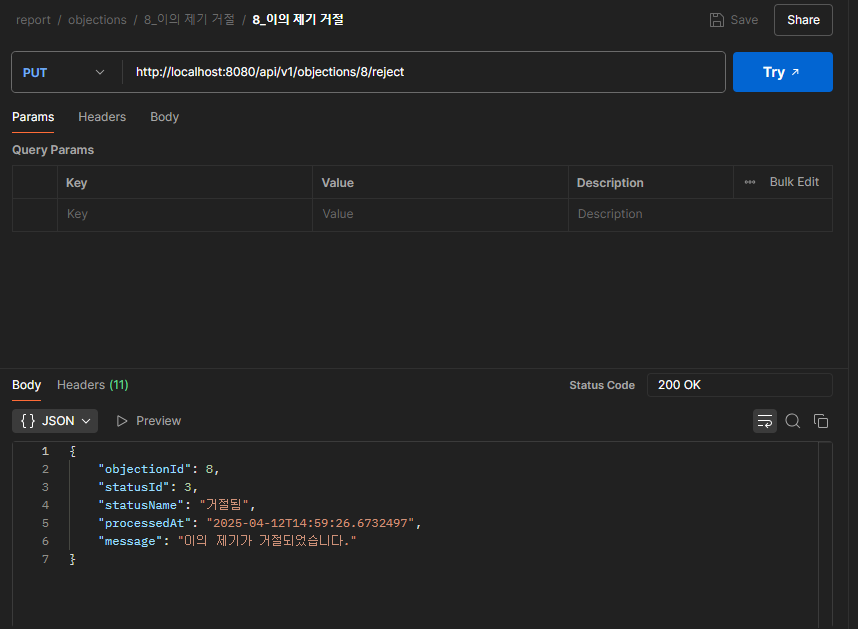 report / objections / 8_이의 제기 거절 / 8_이의 제기 거절
Save
Share
PUT
http://localhost:8080/api/v1/objections/8/reject
Try ↗
Params Headers Body
Query Params
Key Value Description ••• Bulk Edit
Key Value Description
Body Headers (11)
Status Code 200 OK
{} JSON Preview
1 {
2 "objectionId": 8,
3 "statusId": 3,
4 "statusName": "거절됨",
5 "processedAt": "2025-04-12T14:59:26.6732497",
6 "message": "이의 제기가 거절되었습니다."
7 }